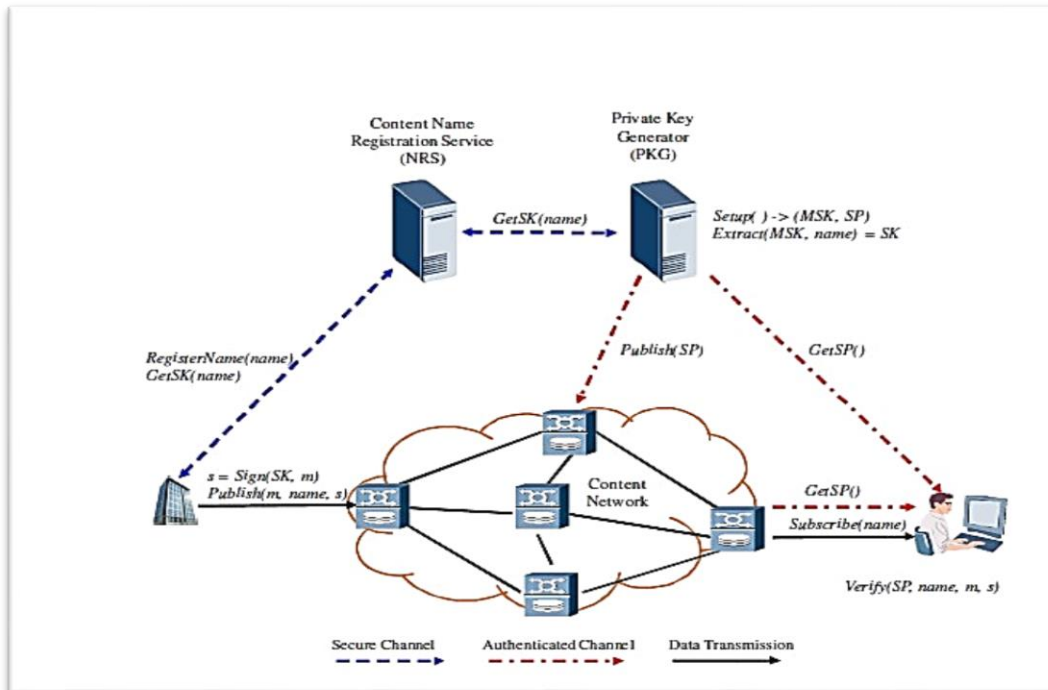 Content Name
Registration Service
(NRS)
Private Key
Generator
(PKG)
GetSK(name)
Setup( ) -> (MSK, SP)
Extract(MSK, name) = SK
RegisterName(name)
GetSK(name)
Publish(SP)
GetSP()
s = Sign(SK, m)
Publish(m, name, s)
Content
Network
GetSP()
Subscribe(name)
Verify(SP, name, m, s)
Secure Channel
Authenticated Channel
Data Transmission